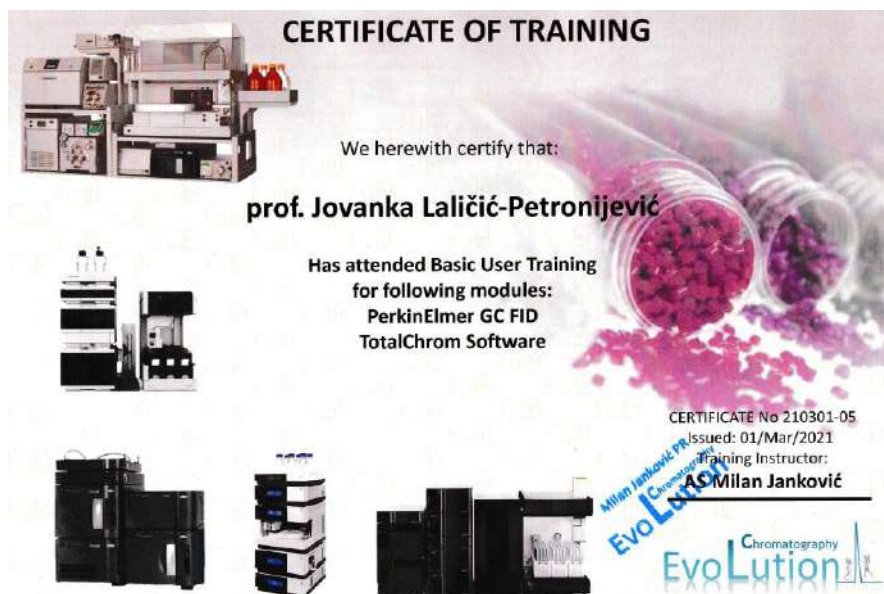 CERTIFICATE OF TRAINING
We herewith certify that:
prof. Jovanka Laličić-Petronijević
Has attended Basic User Training
for following modules:
PerkinElmer GC FID
TotalChrom Software
CERTIFICATE No 210301-05
Issued: 01/Mar/2021
Training Instructor:
AS Milan Janković
Milan Janković PR
Chromatography
EvoLution
Chromatography
EvoLution